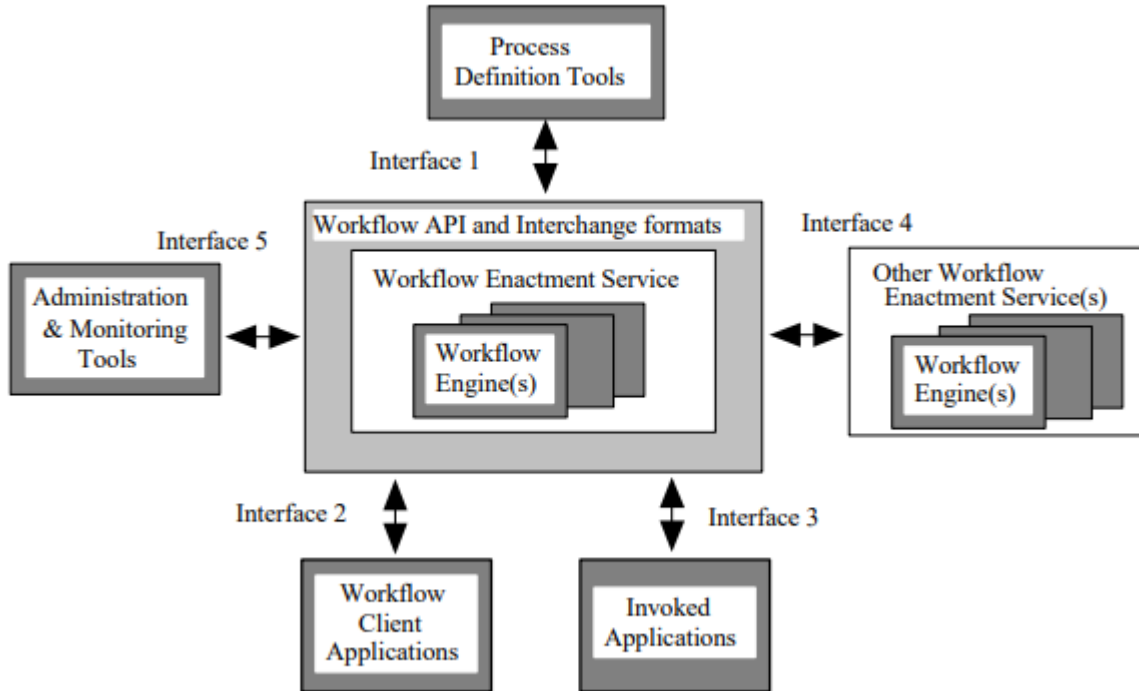 Process
Definition Tools
Interface 1
Workflow API and Interchange formats
Interface 5
Interface 4
Workflow Enactment Service
Other Workflow
Enactment Service(s)
Administration
& Monitoring
Tools
Workflow
Engine(s)
Workflow
Engine(s)
Interface 2
Interface 3
Workflow
Client
Applications
Invoked
Applications